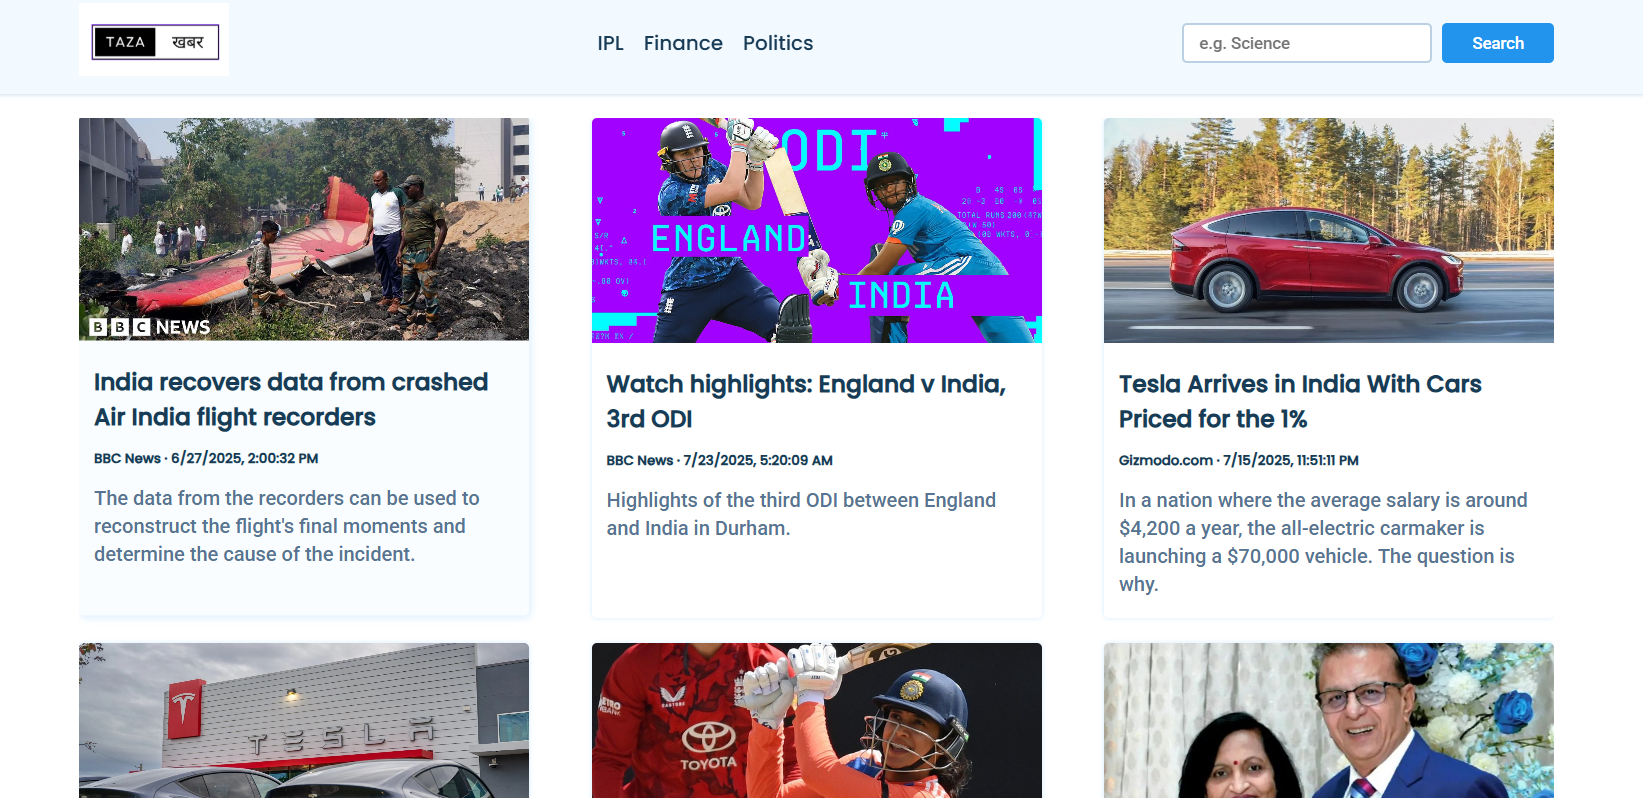 TAZA खबर
IPL Finance Politics
e.g. Science
Search
BBC NEWS
India recovers data from crashed
Air India flight recorders
BBC News · 6/27/2025, 2:00:32 PM
The data from the recorders can be used to
reconstruct the flight's final moments and
determine the cause of the incident.
ODI
ENGLAND
INDIA
TOTAL RUNS
Watch highlights: England v India,
3rd ODI
BBC News · 7/23/2025, 5:20:09 AM
Highlights of the third ODI between England
and India in Durham.
Tesla Arrives in India With Cars
Priced for the 1%
Gizmodo.com · 7/15/2025, 11:51:11 PM
In a nation where the average salary is around
$4,200 a year, the all-electric carmaker is
launching a $70,000 vehicle. The question is
why.
TESLA
TOYOTA